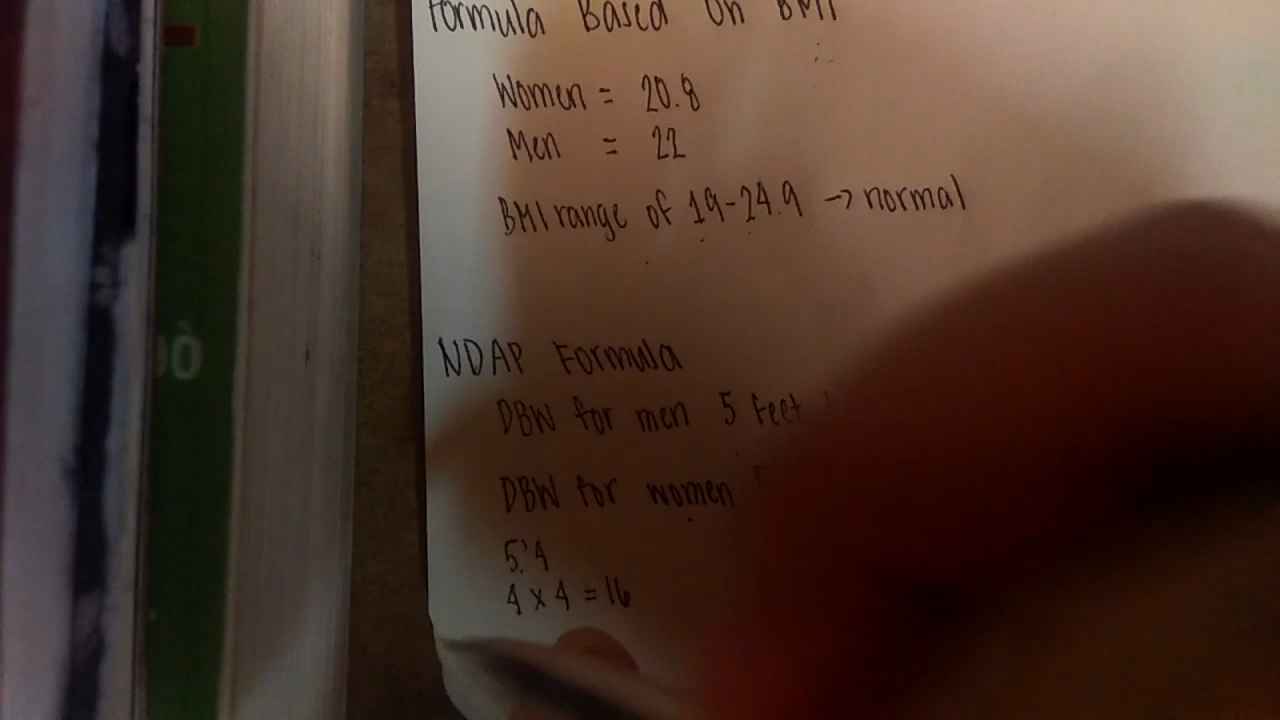 Formula Based On BMI
Women = 20.8
Men = 22
BMI range of 19-24.9 → normal
NDAP Formula
DBW for men 5 feet
DBW for women
5'4
4 x 4 = 16